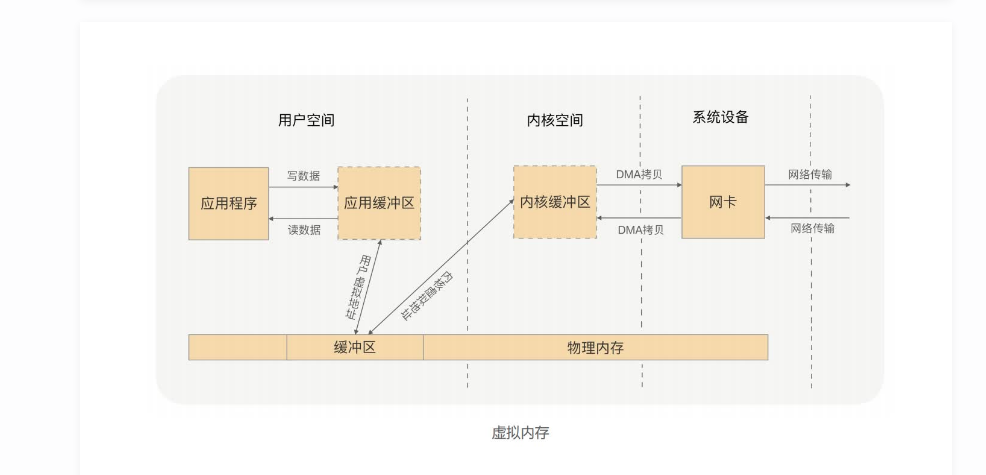 用户空间
内核空间
系统设备
应用程序
写数据
读数据
应用缓冲区
内核缓冲区
DMA拷贝
DMA拷贝
网卡
网络传输
网络传输
用户虚拟地址
内核虚拟地址
缓冲区
物理内存
虚拟内存